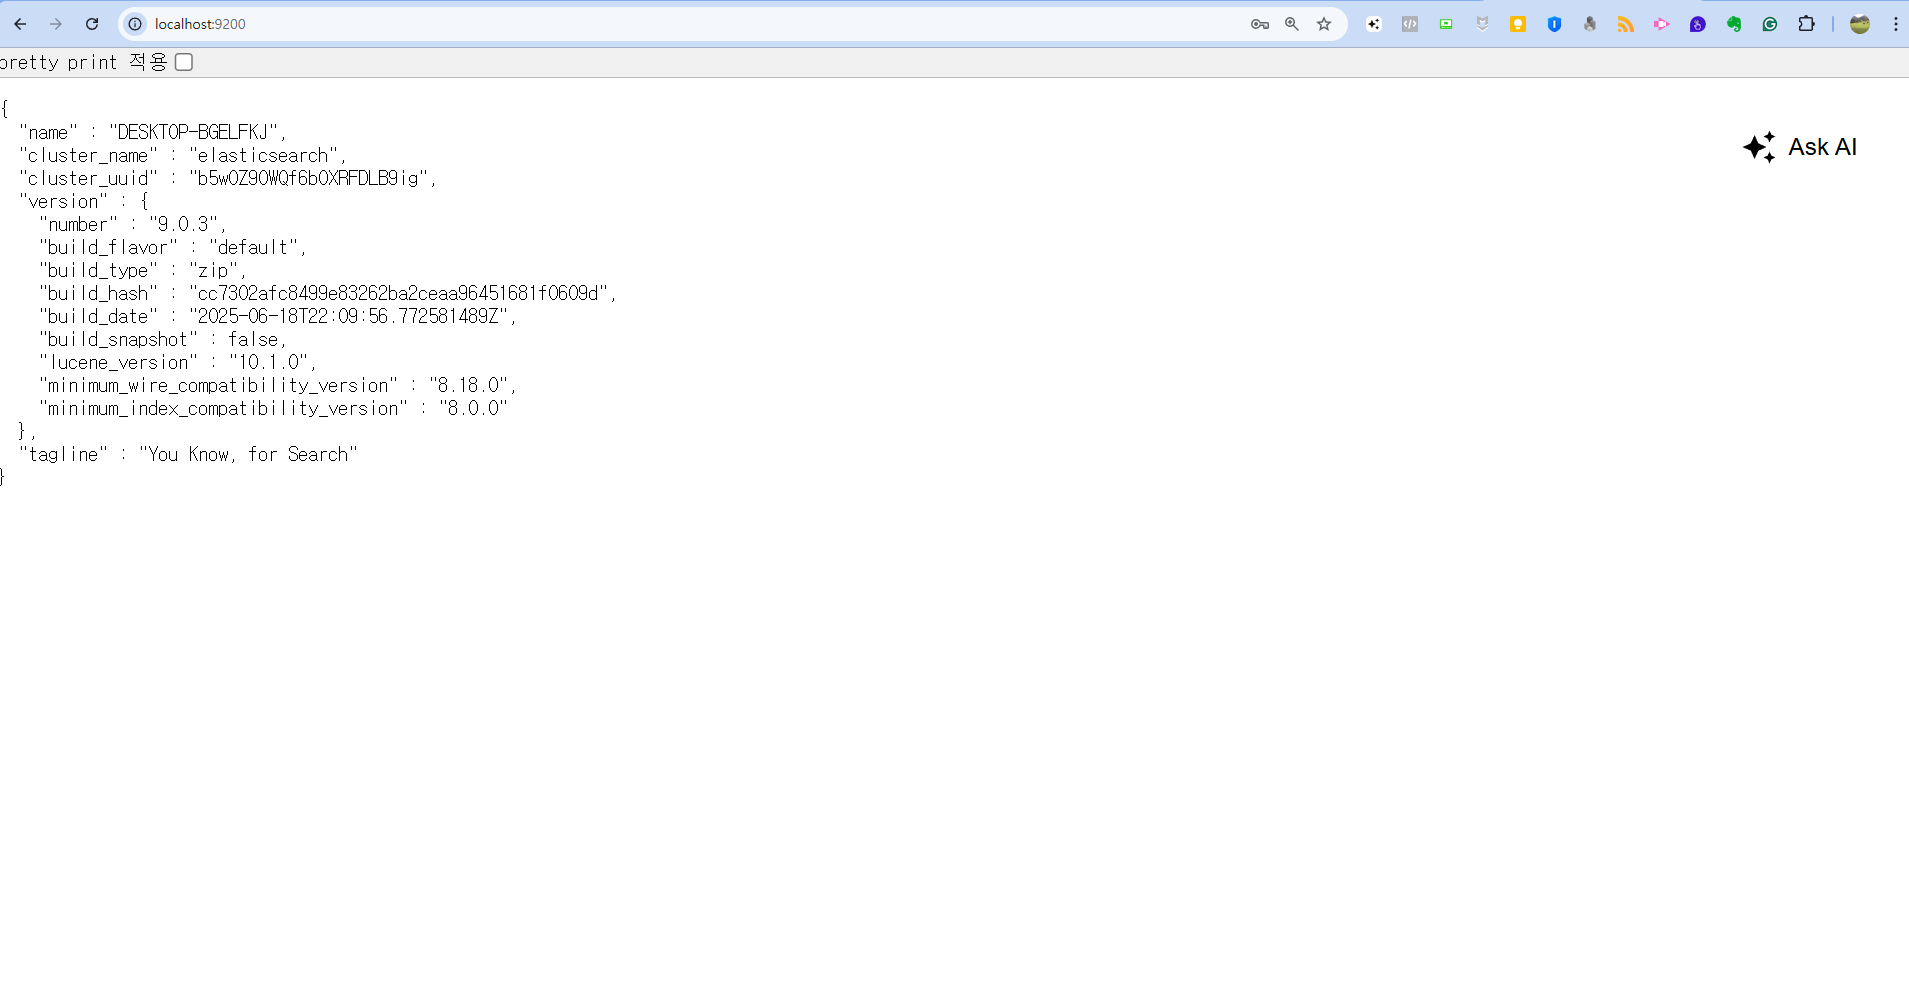 localhost:9200
pretty print 적용
{
"name" : "DESKTOP-BGELFKJ",
"cluster_name" : "elasticsearch",
"cluster_uuid" : "b5w0Z90WQf6b0XRFDLB9ig",
"version" : {
"number" : "9.0.3",
"build_flavor" : "default",
"build_type" : "zip",
"build_hash" : "cc7302afc8499e83262ba2ceaa96451681f0609d",
"build_date" : "2025-06-18T22:09:56.772581489Z",
"build_snapshot" : false,
"lucene_version" : "10.1.0",
"minimum_wire_compatibility_version" : "8.18.0",
"minimum_index_compatibility_version" : "8.0.0"
},
"tagline" : "You Know, for Search"
}
Ask AI